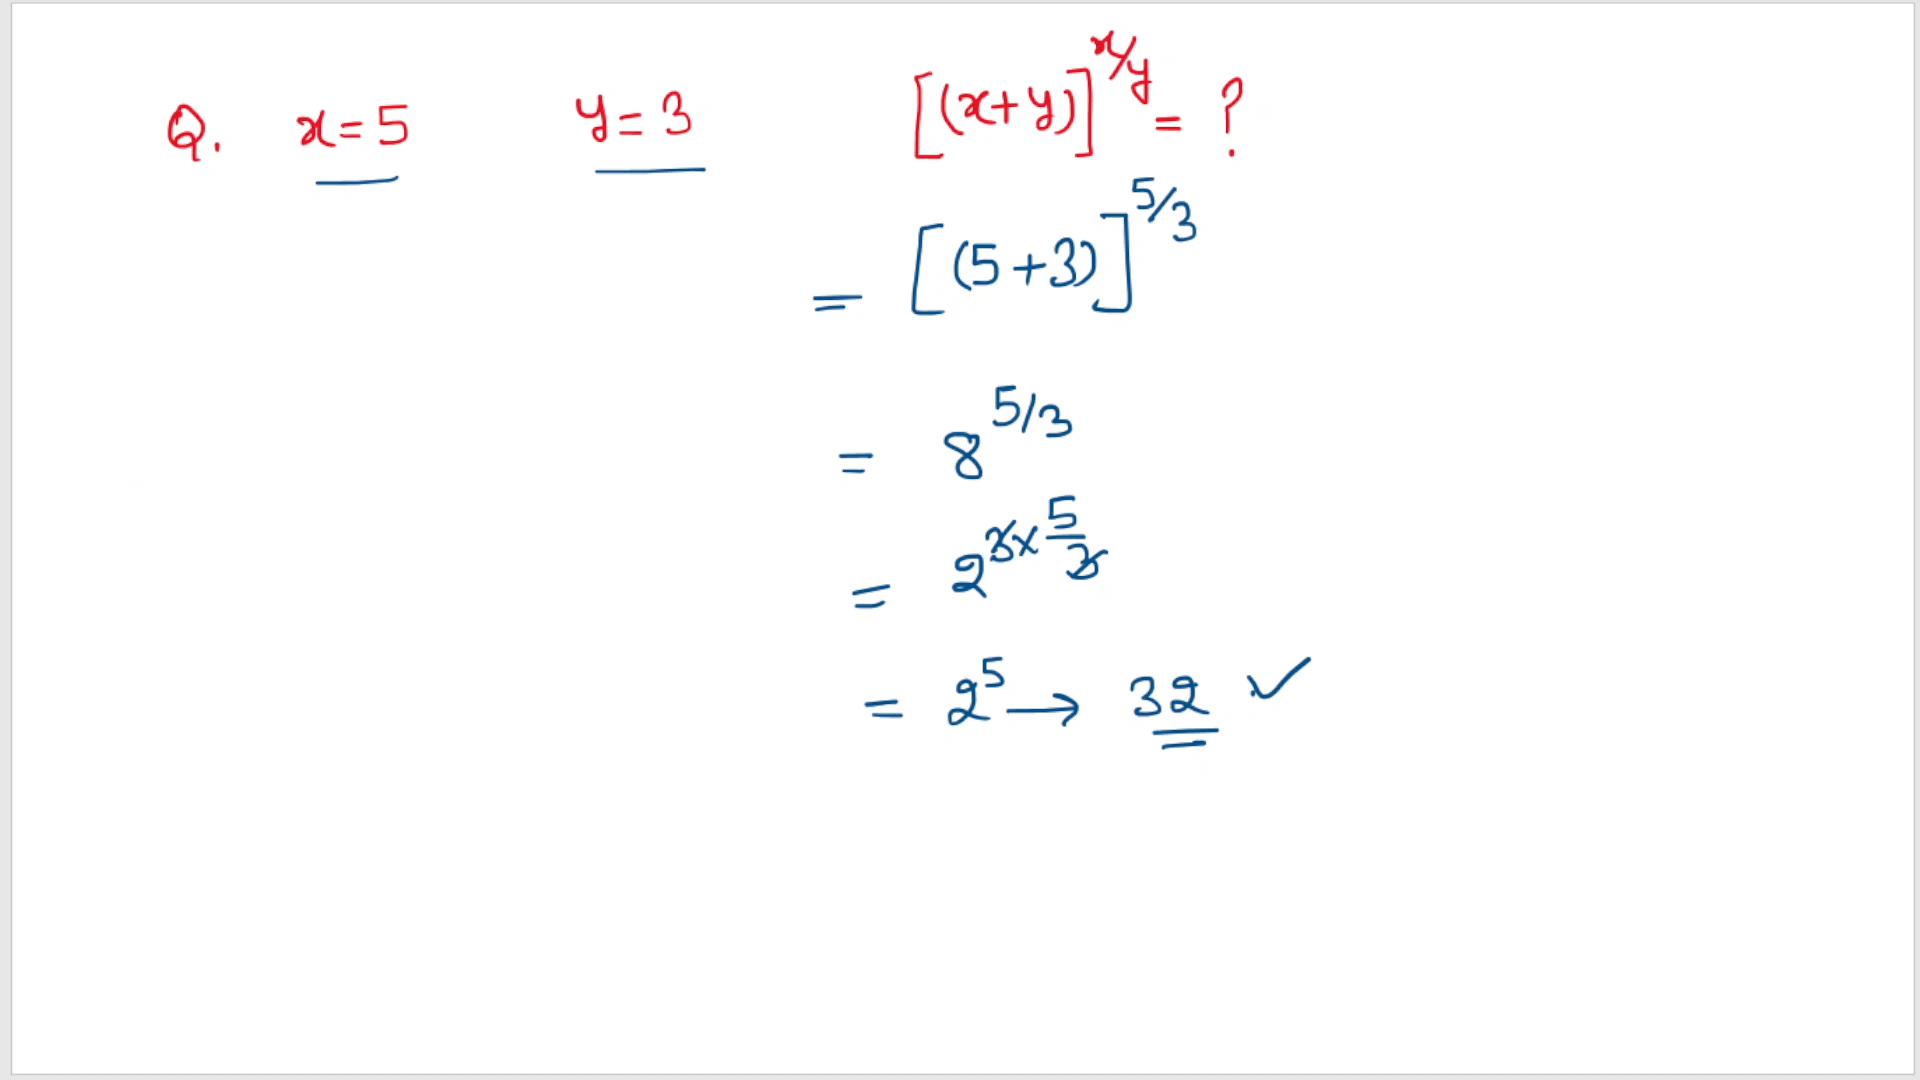 Q. x=5 y=3 [(x+y)]^x/y = ?
= [(5+3)]^5/3
= 8^5/3
= 2^3×5/3
= 2^5 → 32 ✓